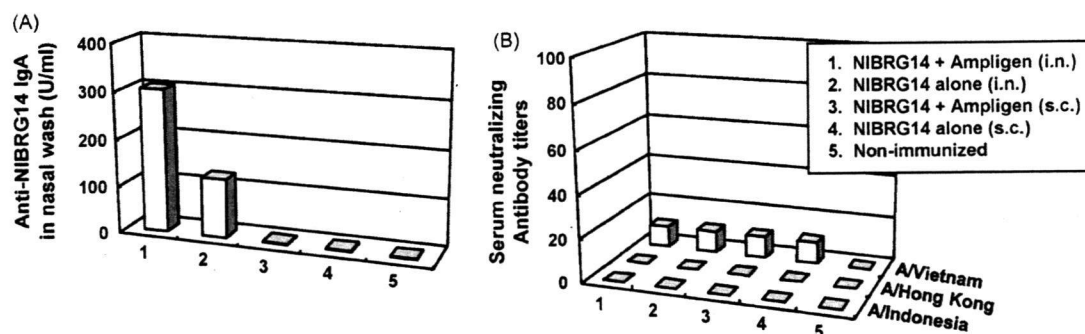 (A)
Anti-NIBRG14 IgA
in nasal wash (U/ml)
400
300
200
100
0
1
2
3
4
5
(B)
Serum neutralizing
Antibody titers
100
80
60
40
20
0
1
2
3
4
5
A/Vietnam
A/Hong Kong
A/Indonesia
1. NIBRG14 + Ampligen (i.n.)
2. NIBRG14 alone (i.n.)
3. NIBRG14 + Ampligen (s.c.)
4. NIBRG14 alone (s.c.)
5. Non-immunized